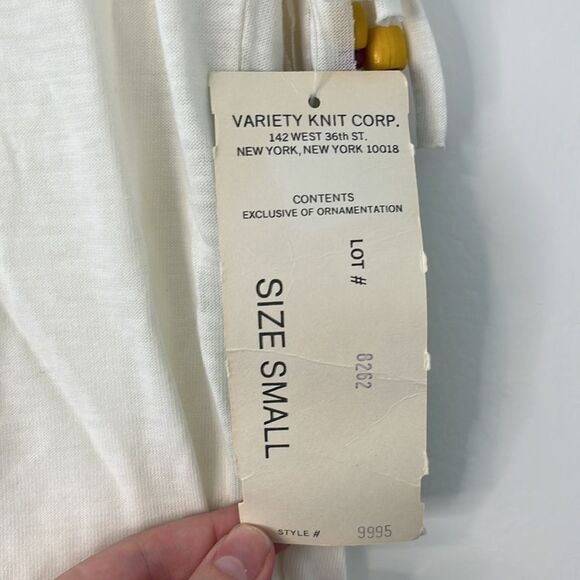 VARIETY KNIT CORP.
142 WEST 36th ST.
NEW YORK, NEW YORK 10018
CONTENTS
EXCLUSIVE OF ORNAMENTATION
LOT # 8262
SIZE SMALL
STYLE # 9995